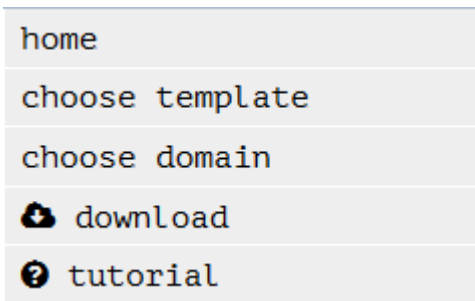 home
choose template
choose domain
download
tutorial